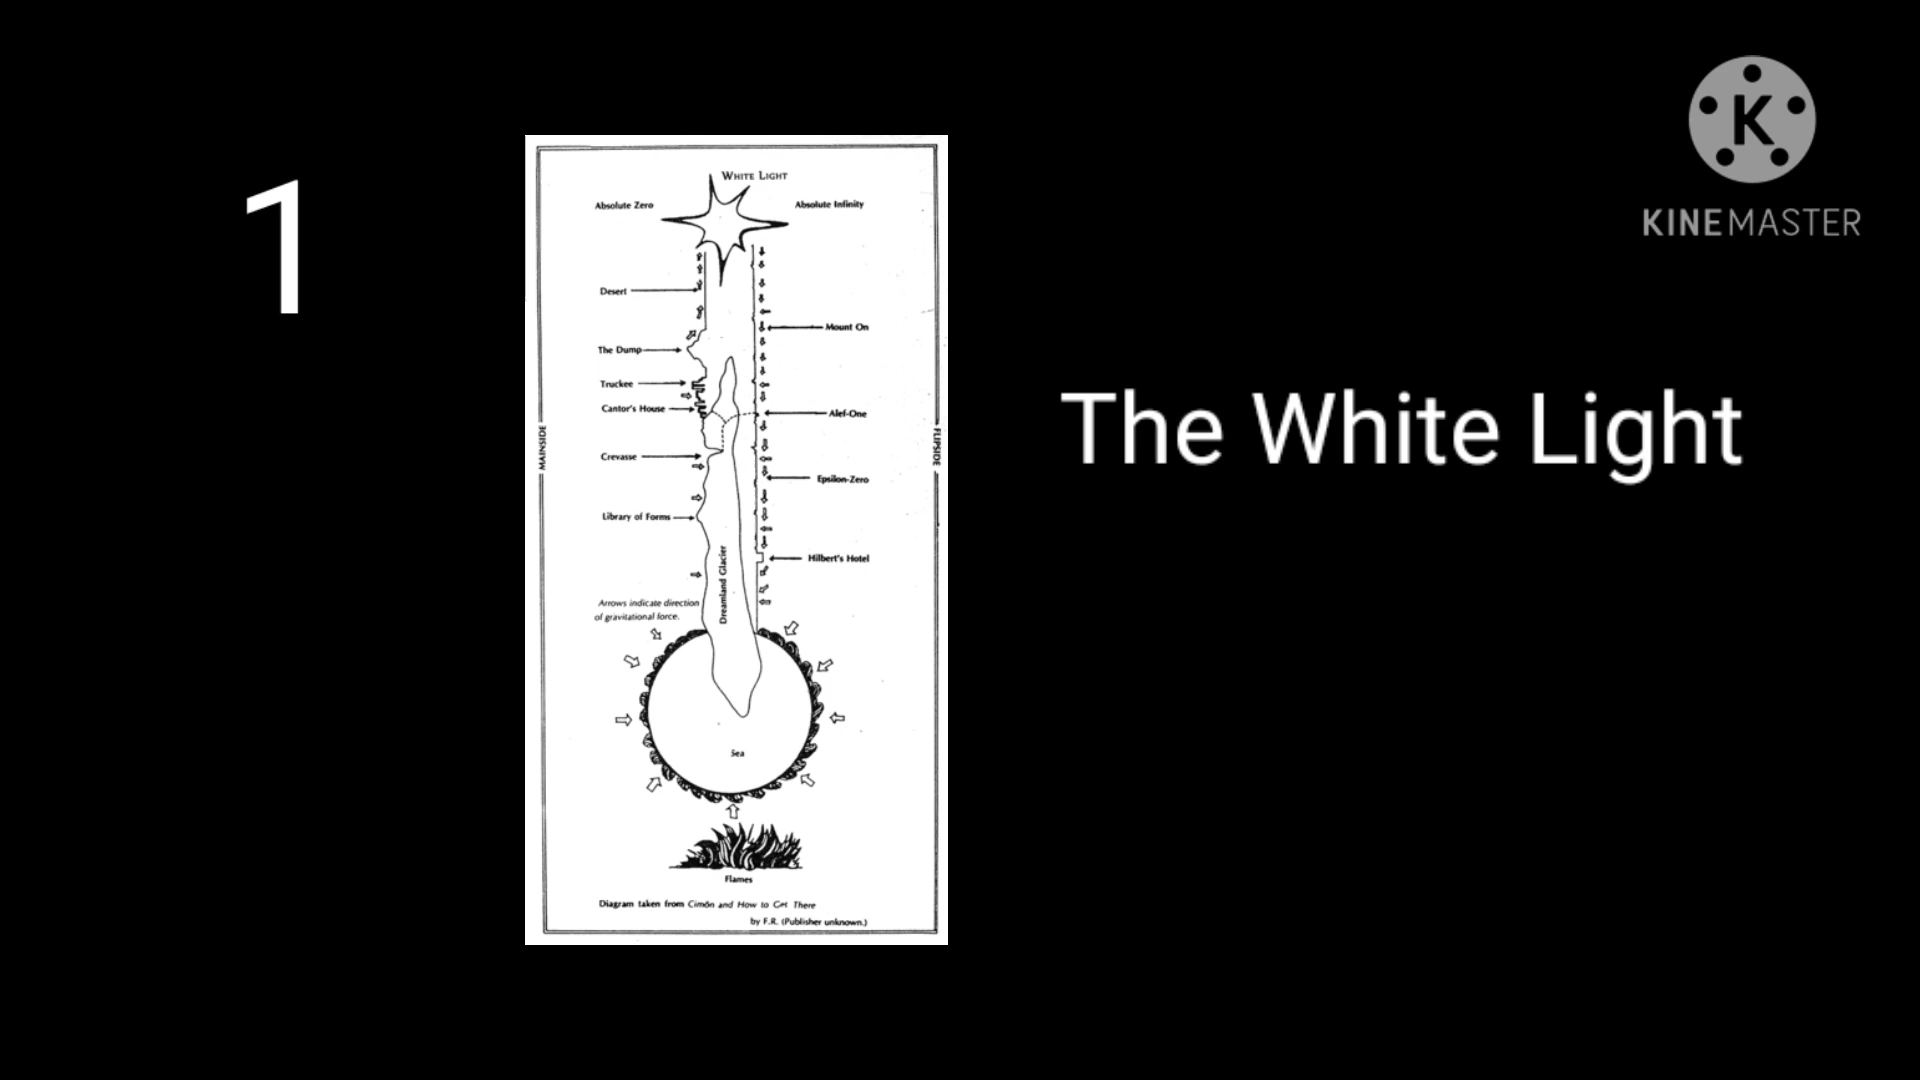 1
WHITE LIGHT
Absolute Zero
Absolute Infinity
Desert
Mount On
The Dump
Truckee
Cantor's House
Alef-One
MAINSIDE
FLIPSIDE
Crevasse
Epsilon-Zero
Library of Forms
Hilbert's Hotel
Dreamland Glacier
Arrows indicate direction
of gravitational force.
Sea
Flames
Diagram taken from Cimön and How to Get There
by F.R. (Publisher unknown.)
The White Light
K
KINEMASTER